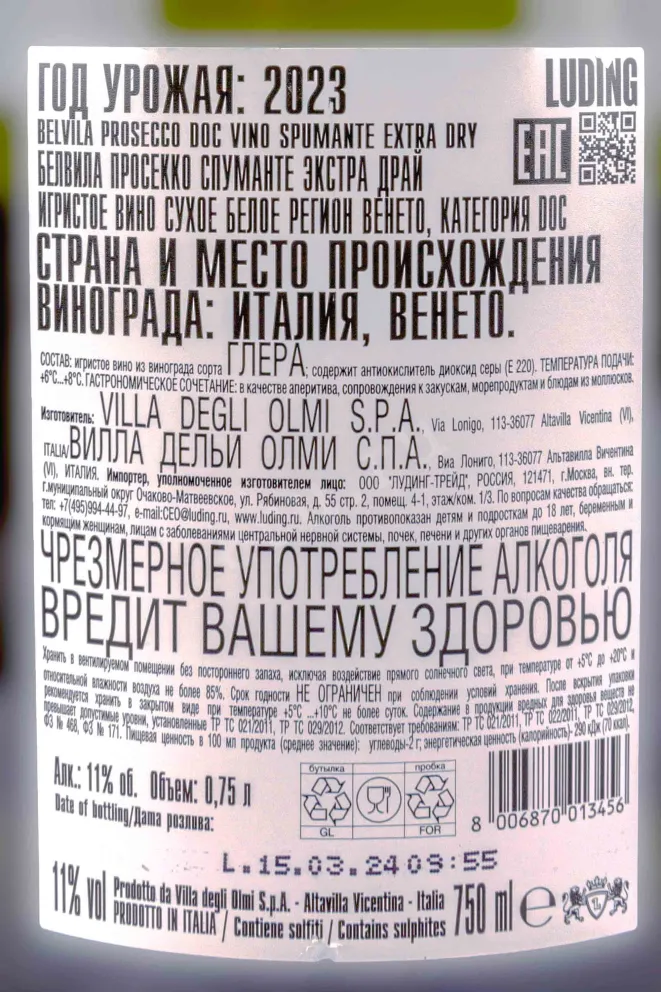 ГОД УРОЖАЯ: 2023
LUDING
BELVILA PROSECCO DOC VINO SPUMANTE EXTRA DRY
EAC
БЕЛВИЛА ПРОСЕККО СПУМАНТЕ ЭКСТРА ДРАЙ
ИГРИСТОЕ ВИНО СУХОЕ БЕЛОЕ РЕГИОН ВЕНЕТО, КАТЕГОРИЯ DOC
СТРАНА И МЕСТО ПРОИСХОЖДЕНИЯ
ВИНОГРАДА: ИТАЛИЯ, ВЕНЕТО.
СОСТАВ: игристое вино из винограда сорта ГЛЕРА, содержит антиокислитель диоксид серы (Е 220). ТЕМПЕРАТУРА ПОДАЧИ:
+6°С...+8°С. ГАСТРОНОМИЧЕСКОЕ СОЧЕТАНИЕ: в качестве аперитива, сопровождения к закускам, морепродуктам и блюдам из моллюсков.
Изготовитель: VILLA DEGLI OLMI S.P.A., Via Lonigo, 113-36077 Altavilla Vicentina (VI),
ITALIA/ВИЛЛА ДЕЛЬИ ОЛМИ С.П.А., Виа Лониго, 113-36077 Альтавилла Вичентина
(VI), ИТАЛИЯ. Импортер, уполномоченное изготовителем лицо: ООО "ЛУДИНГ-ТРЕЙД", РОССИЯ, 121471, г.Москва, вн. тер.
г.муниципальный округ Очаково-Матвеевское, ул. Рябиновая, д. 55 стр. 2, помещ. 4-1, этаж/ком. 1/3. По вопросам качества обращаться:
тел: +7(495)994-44-97, e-mail:CEO@luding.ru, www.luding.ru. Алкоголь противопоказан детям и подросткам до 18 лет, беременным и
кормящим женщинам, лицам с заболеваниями центральной нервной системы, почек, печени и других органов пищеварения.
ЧРЕЗМЕРНОЕ УПОТРЕБЛЕНИЕ АЛКОГОЛЯ
ВРЕДИТ ВАШЕМУ ЗДОРОВЬЮ
Хранить в вентилируемом помещении без постороннего запаха, исключая воздействие прямого солнечного света, при температуре от +5°С до +20°С и
относительной влажности воздуха не более 85%. Срок годности НЕ ОГРАНИЧЕН при соблюдении условий хранения. После вскрытия упаковки
рекомендуется хранить в закрытом виде при температуре +5°С ...+10°С не более суток. Содержание в продукции вредных для здоровья веществ не
превышает допустимые уровни, установленные ТР ТС 021/2011, ТР ТС 029/2012. Соответствует требованиям: ТР ТС 021/2011, ТР ТС 022/2011, ТР ТС 029/2012,
ФЗ № 468, ФЗ № 171. Пищевая ценность в 100 мл продукта (среднее значение): углеводы-2 г; энергетическая ценность (калорийность)- 290 кДж (70 ккал).
Алк.: 11% об. Объем: 0,75 л
Date of bottling/Дата розлива:
бутылка
пробка
GL
FOR
8 006870 013456
L.15.03.24 09:55
11% vol
Prodotto da Villa degli Olmi S.p.A. - Altavilla Vicentina - Italia
PRODOTTO IN ITALIA / Contiene solfiti / Contains sulphites
750 ml e